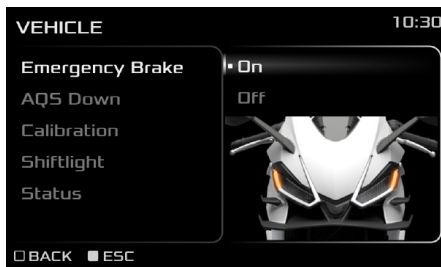 VEHICLE 10:30
Emergency Brake
AQS Down
Calibration
Shiftlight
Status
On
Off
BACK ESC